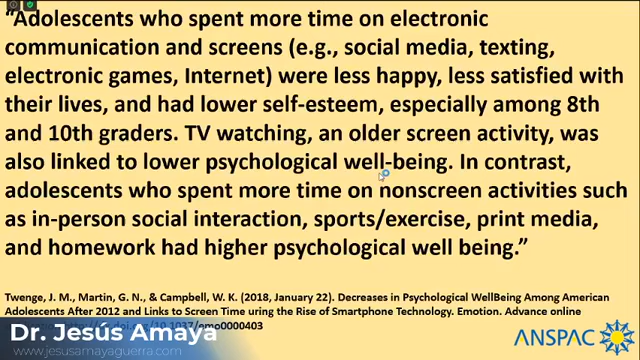 “Adolescents who spent more time on electronic
communication and screens (e.g., social media, texting,
electronic games, Internet) were less happy, less satisfied with
their lives, and had lower self-esteem, especially among 8th
and 10th graders. TV watching, an older screen activity, was
also linked to lower psychological well-being. In contrast,
adolescents who spent more time on nonscreen activities such
as in-person social interaction, sports/exercise, print media,
and homework had higher psychological well being.”
Twenge, J. M., Martin, G. N., & Campbell, W. K. (2018, January 22). Decreases in Psychological WellBeing Among American
Adolescents After 2012 and Links to Screen Time uring the Rise of Smartphone Technology. Emotion. Advance online
10.1037/emo0000403
Dr. Jesús Amaya
www.jesusamayaguerra.com
ANSPAC